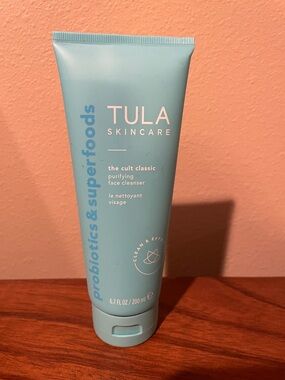 TULA
SKINCARE
the cult classic
purifying
face cleanser
le nettoyant
visage
probiotics & superfoods
CLEAN &
6.7 FL OZ / 200 mL